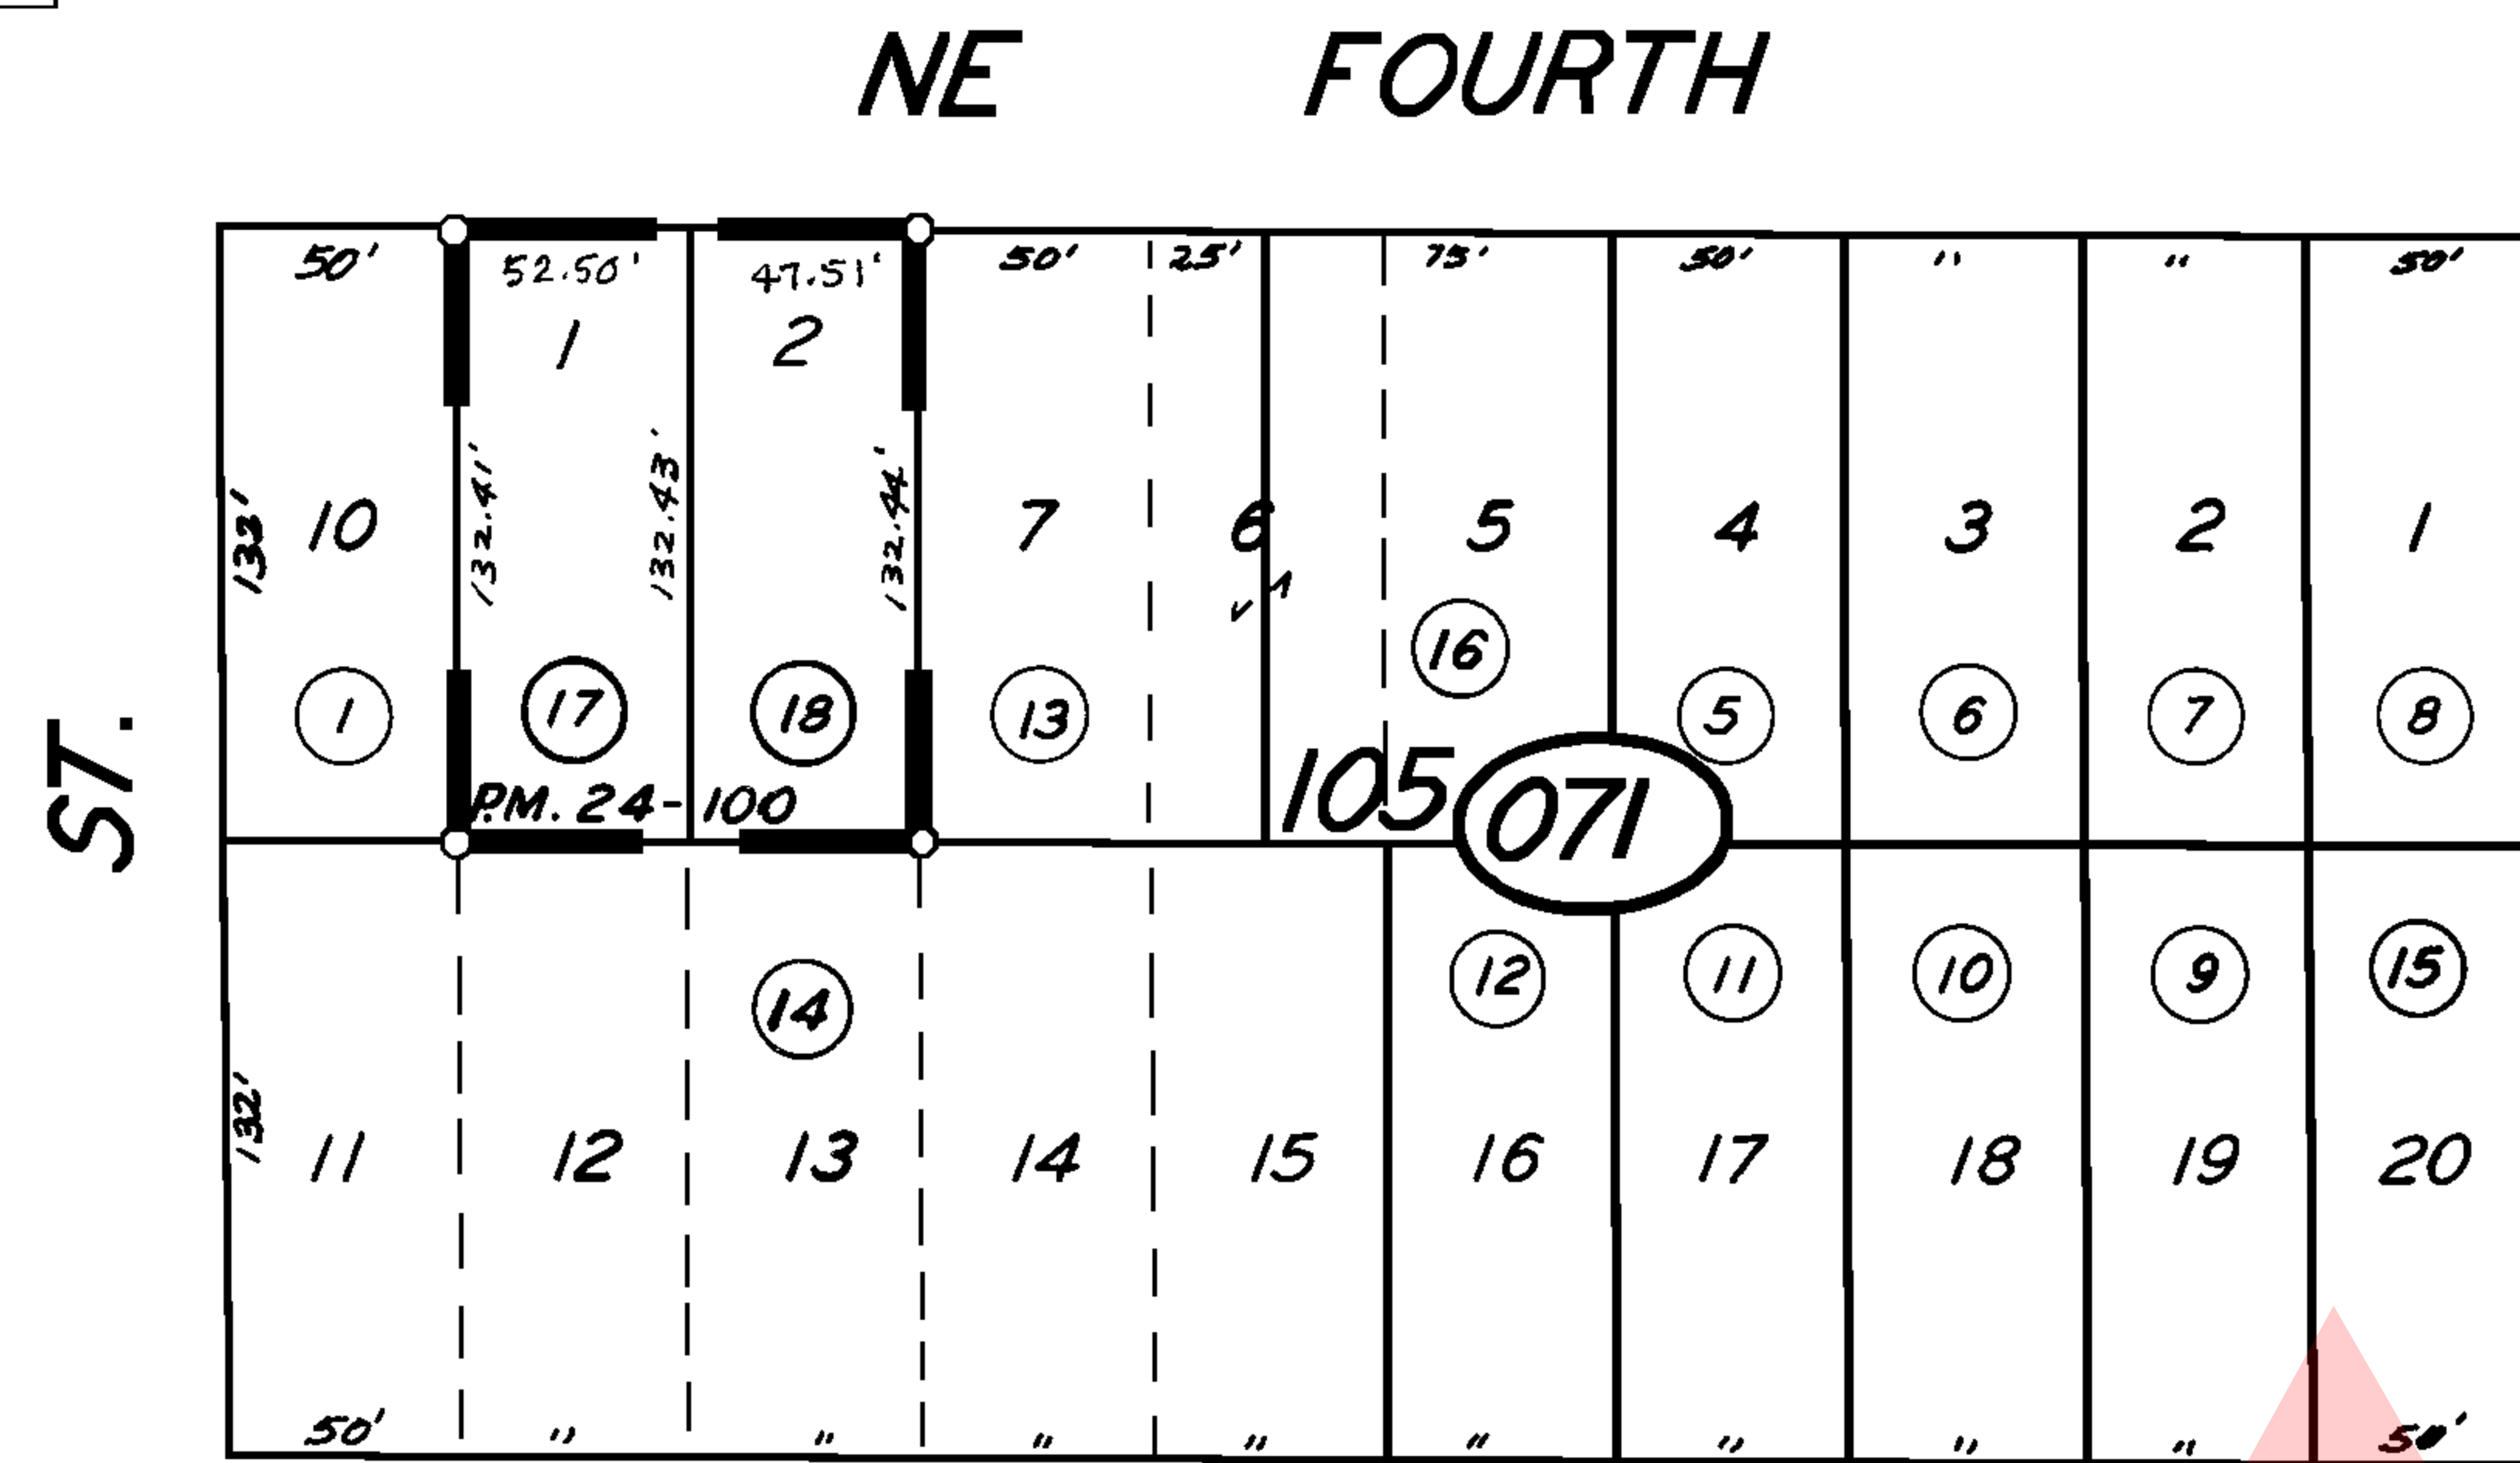 NE FOURTH
50' 52.50' 47.51' 50' 25' 75' 50' " " 50'
1 2
132.41' 132.43' 132.44'
132' 10 7 6 5 4 3 2 1
16
1 17 18 13 5 6 7 8
ST.
P.M. 24-100 105 071
14 12 11 10 9 15
132' 11 12 13 14 15 16 17 18 19 20
50' " " " " " " " " 50'